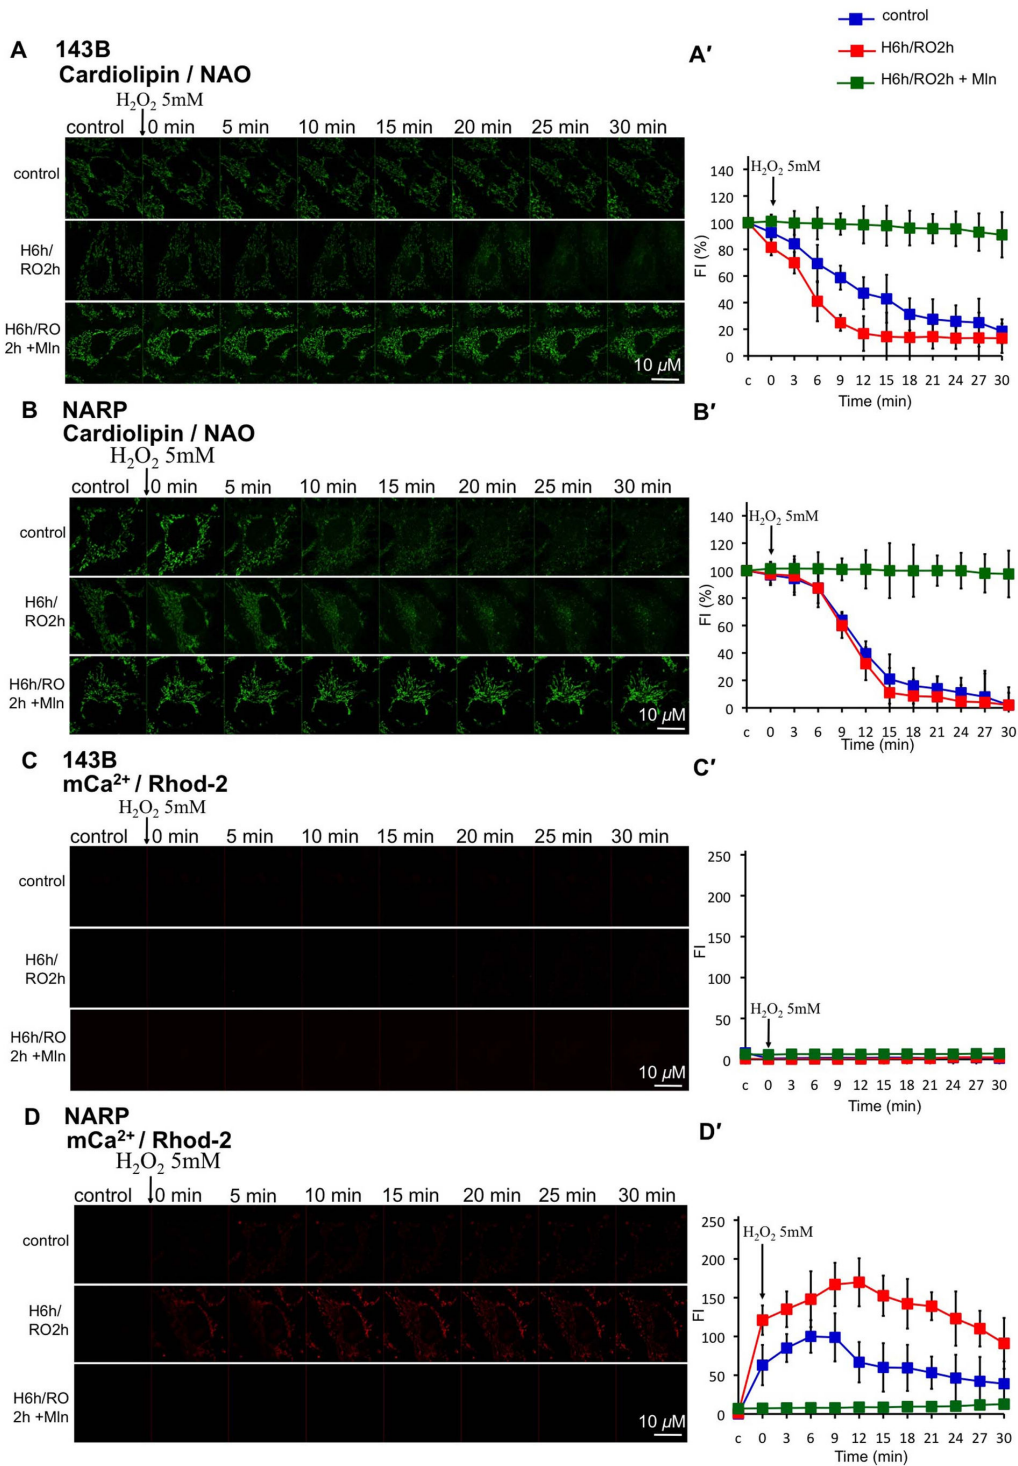 control
H6h/RO2h
H6h/RO2h + Mln
A 143B
Cardiolipin / NAO
H₂O₂ 5mM
control 0 min 5 min 10 min 15 min 20 min 25 min 30 min
control
H6h/
RO2h
H6h/RO
2h +Mln
10 µM
A′
H₂O₂ 5mM
140
120
100
80
60
40
20
0
FI (%)
c 0 3 6 9 12 15 18 21 24 27 30
Time (min)
B NARP
Cardiolipin / NAO
H₂O₂ 5mM
control 0 min 5 min 10 min 15 min 20 min 25 min 30 min
control
H6h/
RO2h
H6h/RO
2h +Mln
10 µM
B′
H₂O₂ 5mM
140
120
100
80
60
40
20
0
FI (%)
c 0 3 6 9 12 15 18 21 24 27 30
Time (min)
C 143B
mCa²⁺ / Rhod-2
H₂O₂ 5mM
control 0 min 5 min 10 min 15 min 20 min 25 min 30 min
control
H6h/
RO2h
H6h/RO
2h +Mln
10 µM
C′
250
200
150
100
50
0
FI
H₂O₂ 5mM
c 0 3 6 9 12 15 18 21 24 27 30
Time (min)
D NARP
mCa²⁺ / Rhod-2
H₂O₂ 5mM
control 0 min 5 min 10 min 15 min 20 min 25 min 30 min
control
H6h/
RO2h
H6h/RO
2h +Mln
10 µM
D′
250
200
150
100
50
0
FI
H₂O₂ 5mM
c 0 3 6 9 12 15 18 21 24 27 30
Time (min)